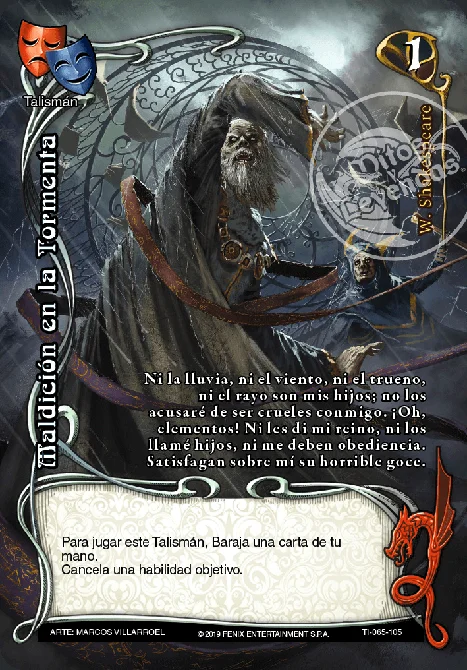 1
Talismán
Mitos y Leyendas
W. Shakespeare
Maldición en la Tormenta
Ni la lluvia, ni el viento, ni el trueno,
ni el rayo son mis hijos; no los
acusaré de ser crueles conmigo. ¡Oh,
elementos! Ni les di mi reino, ni los
llamé hijos, ni me deben obediencia.
Satisfagan sobre mí su horrible goce.
Para jugar este Talismán, Baraja una carta de tu
mano.
Cancela una habilidad objetivo.
ARTE: MARCOS VILLARROEL
©2019 FENIX ENTERTAINMENT S.P.A.
TI-065-105